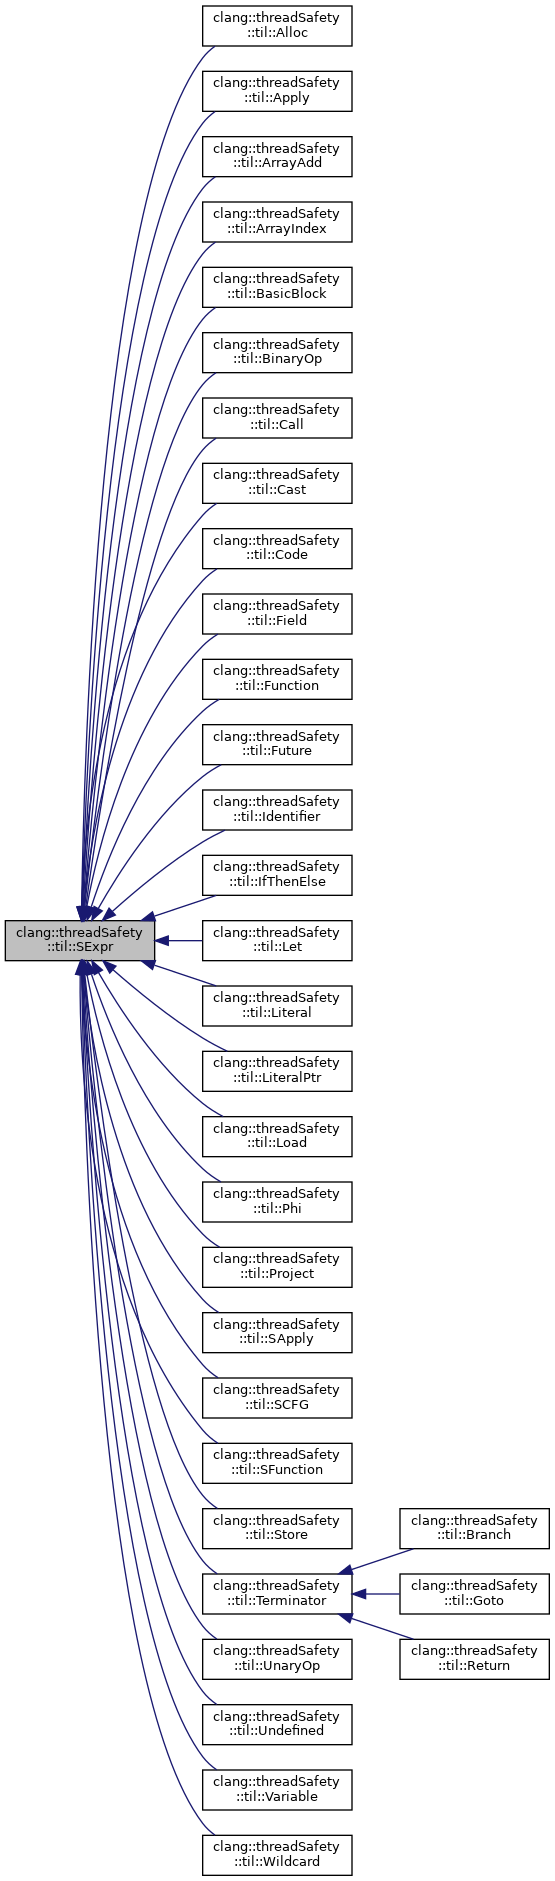 clang::threadSafety
::til::Alloc
clang::threadSafety
::til::Apply
clang::threadSafety
::til::ArrayAdd
clang::threadSafety
::til::ArrayIndex
clang::threadSafety
::til::BasicBlock
clang::threadSafety
::til::BinaryOp
clang::threadSafety
::til::Call
clang::threadSafety
::til::Cast
clang::threadSafety
::til::Code
clang::threadSafety
::til::Field
clang::threadSafety
::til::Function
clang::threadSafety
::til::Future
clang::threadSafety
::til::Identifier
clang::threadSafety
::til::IfThenElse
clang::threadSafety
::til::SExpr
clang::threadSafety
::til::Let
clang::threadSafety
::til::Literal
clang::threadSafety
::til::LiteralPtr
clang::threadSafety
::til::Load
clang::threadSafety
::til::Phi
clang::threadSafety
::til::Project
clang::threadSafety
::til::SApply
clang::threadSafety
::til::SCFG
clang::threadSafety
::til::SFunction
clang::threadSafety
::til::Store
clang::threadSafety
::til::Branch
clang::threadSafety
::til::Terminator
clang::threadSafety
::til::Goto
clang::threadSafety
::til::UnaryOp
clang::threadSafety
::til::Return
clang::threadSafety
::til::Undefined
clang::threadSafety
::til::Variable
clang::threadSafety
::til::Wildcard